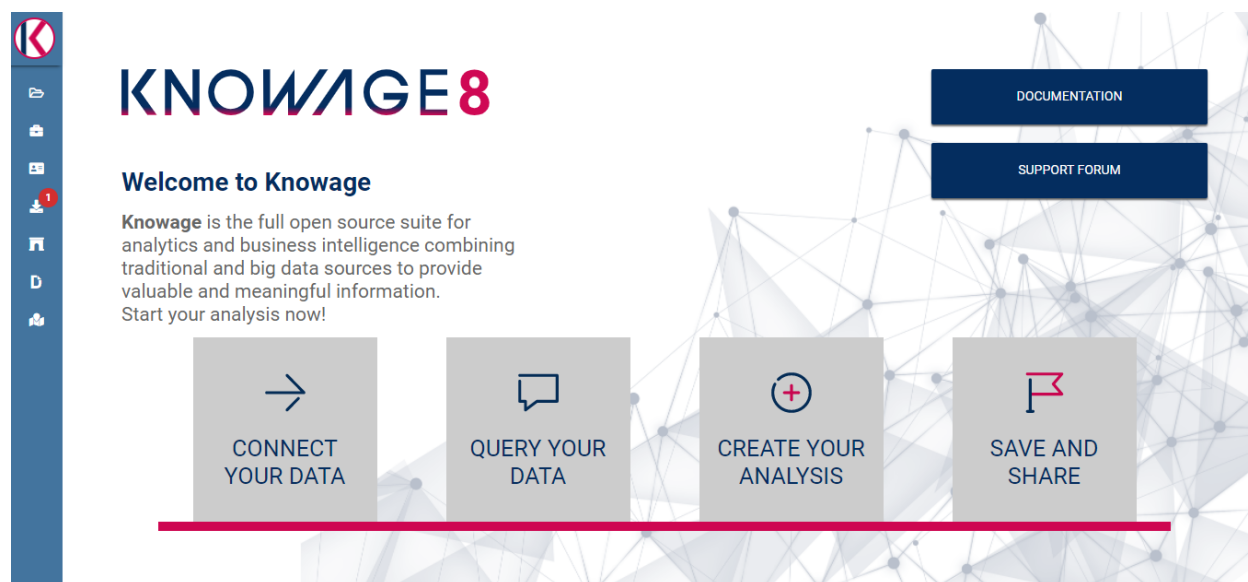 KNOWAGE8
DOCUMENTATION
SUPPORT FORUM
1
D
Welcome to Knowage
Knowage is the full open source suite for
analytics and business intelligence combining
traditional and big data sources to provide
valuable and meaningful information.
Start your analysis now!
CONNECT
YOUR DATA
QUERY YOUR
DATA
CREATE YOUR
ANALYSIS
SAVE AND
SHARE